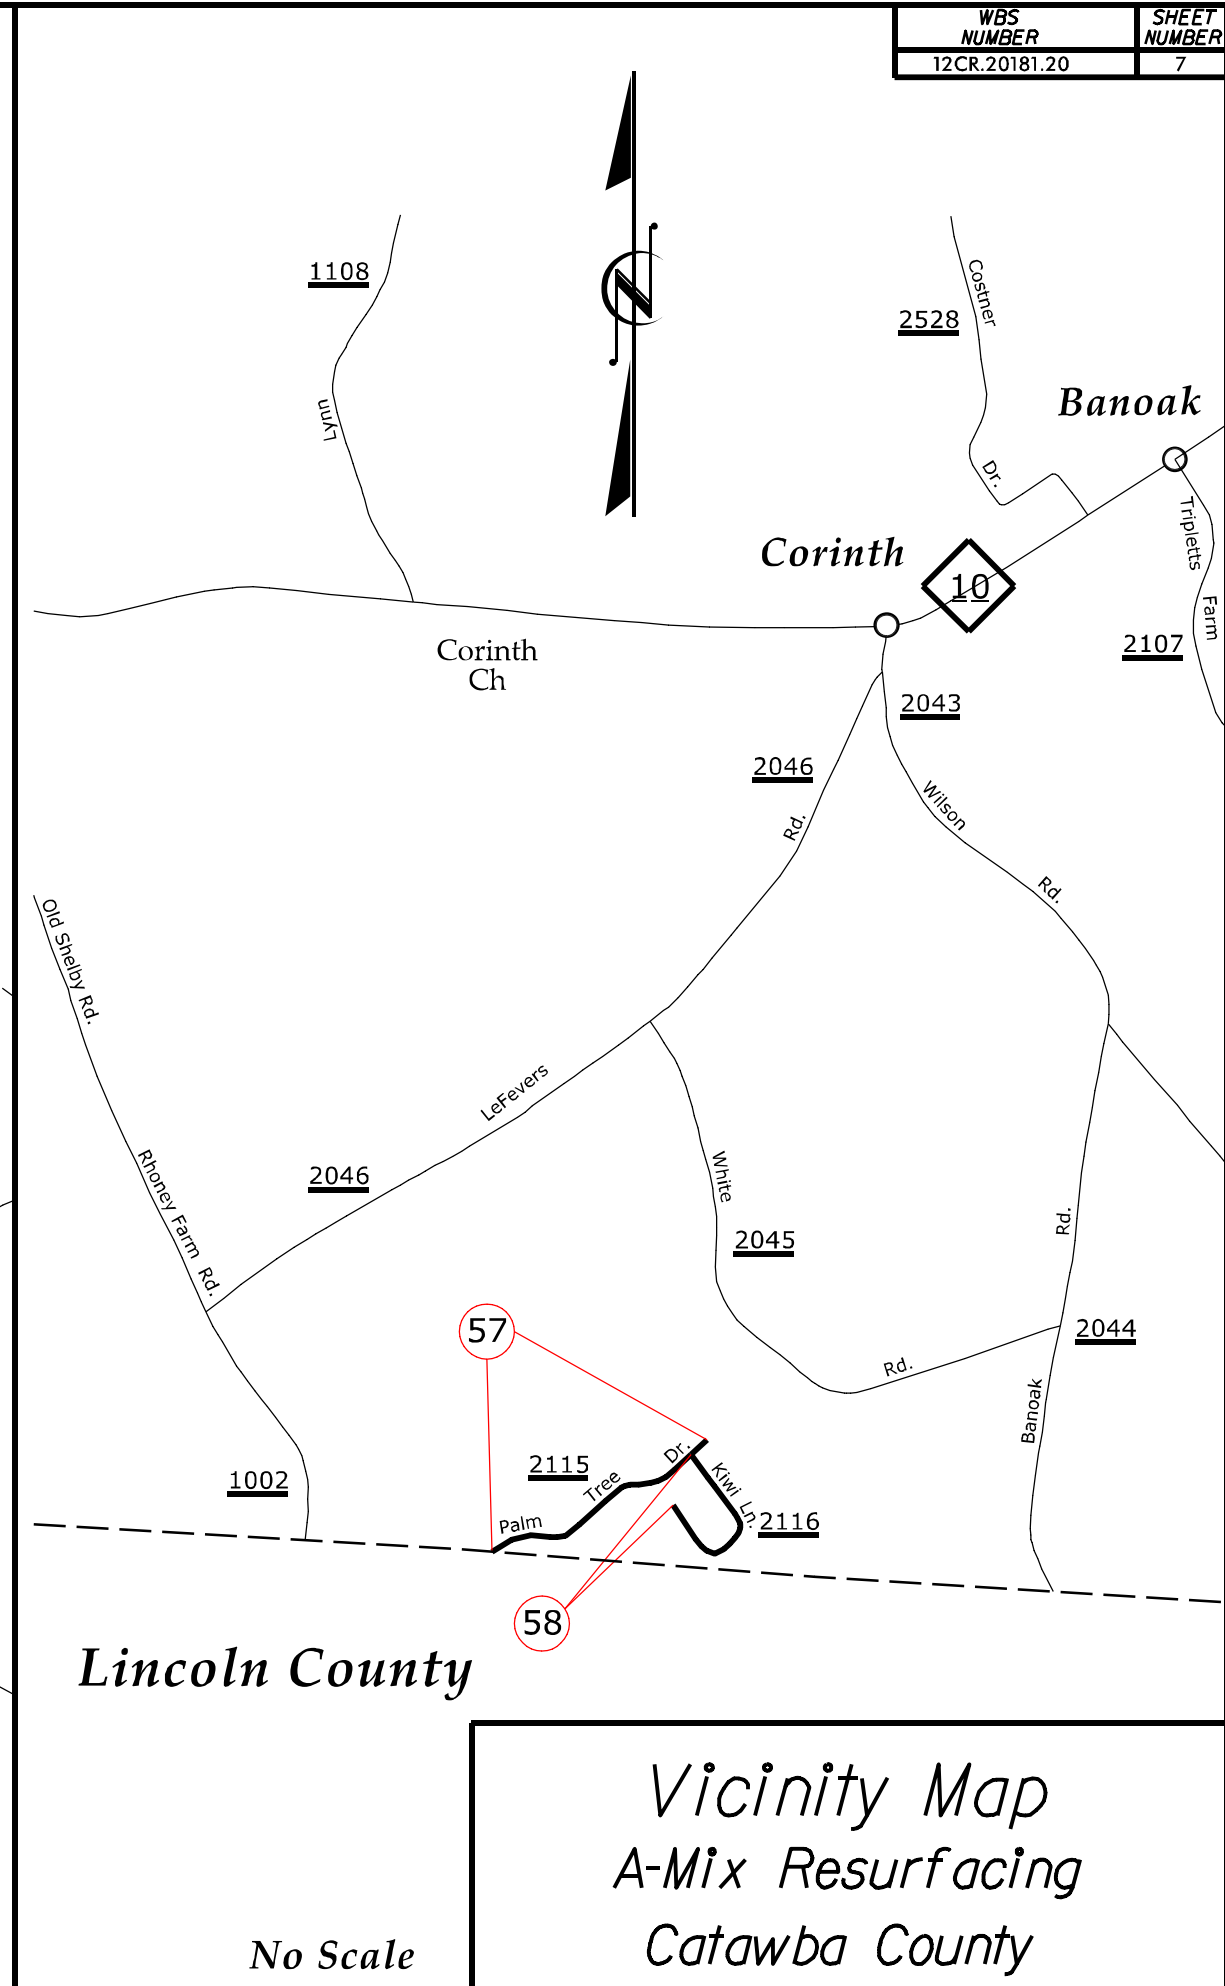 WBS
NUMBER
SHEET
NUMBER
12CR.20181.20
7
N
1108
Lynn
Costner
2528
Dr.
Banoak
Corinth
10
Tripletts
Farm
2107
Corinth
Ch
2043
2046
Rd.
Wilson
Rd.
Old Shelby Rd.
LeFevers
2046
Rhoney Farm Rd.
White
2045
Rd.
2044
Rd.
Banoak
57
1002
2115
Palm Tree Dr.
Kiwi Ln.
2116
58
Lincoln County
Vicinity Map
A-Mix Resurfacing
Catawba County
No Scale